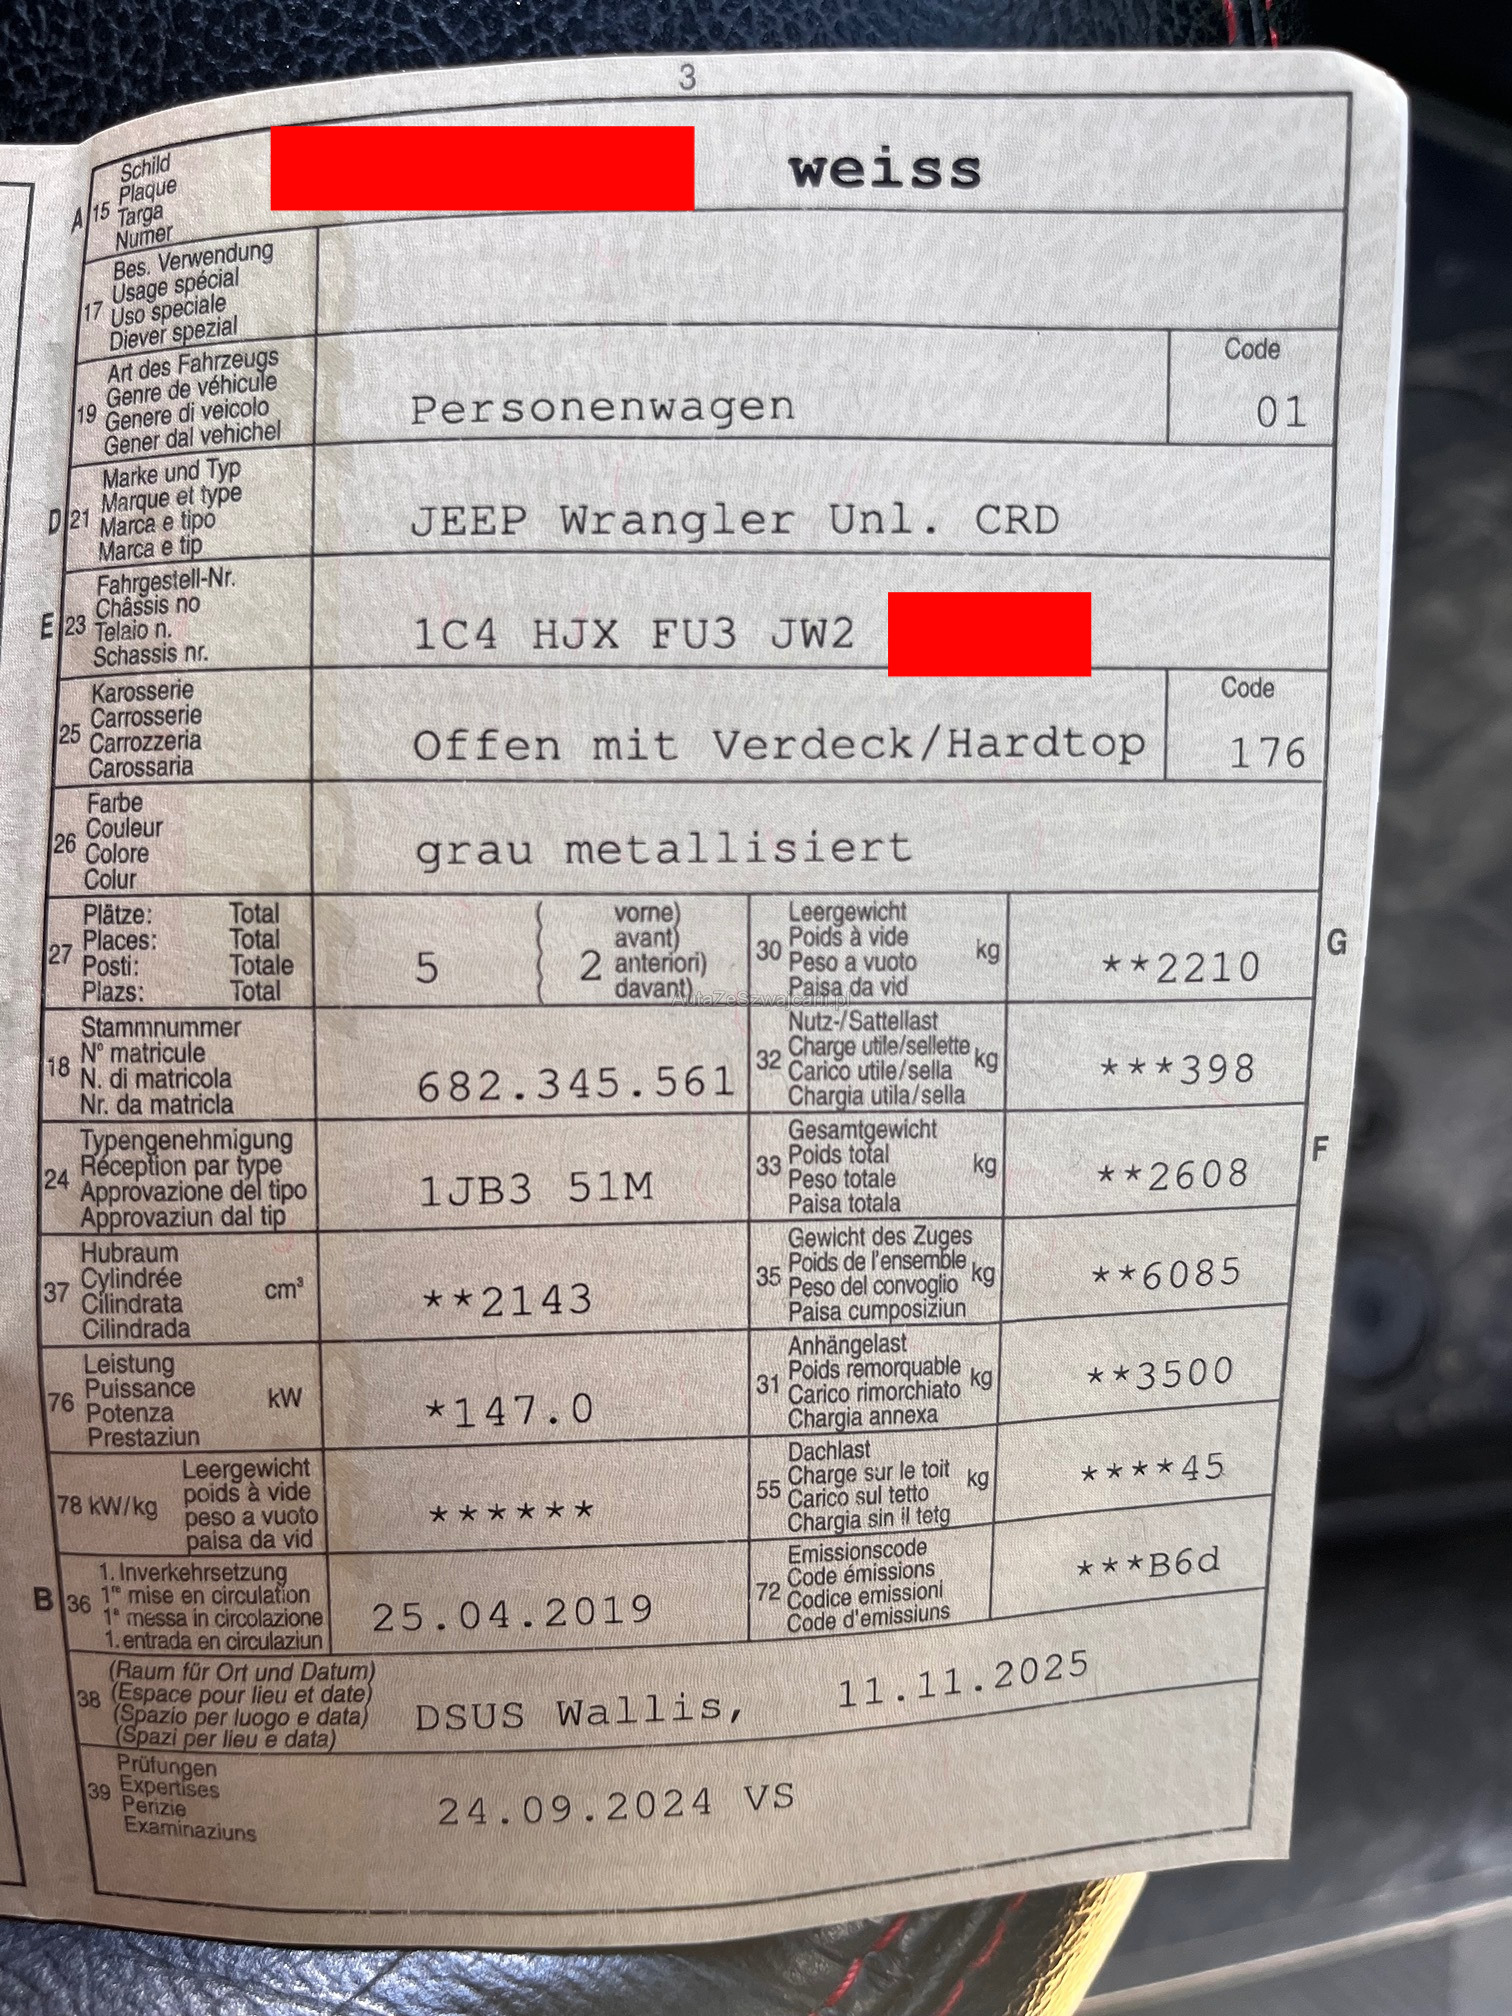 3
A 15 Schild
Plaque
Targa
Numer
weiss
17 Bes. Verwendung
Usage spécial
Uso speciale
Diever spezial
19 Art des Fahrzeugs
Genre de véhicule
Genere di veicolo
Gener dal vehichel
Personenwagen
Code
01
D 21 Marke und Typ
Marque et type
Marca e tipo
Marca e tip
JEEP Wrangler Unl. CRD
E 23 Fahrgestell-Nr.
Châssis no
Telaio n.
Schassis nr.
1C4 HJX FU3 JW2
25 Karosserie
Carrosserie
Carrozzeria
Carossaria
Offen mit Verdeck/Hardtop
Code
176
26 Farbe
Couleur
Colore
Colur
grau metallisiert
27 Plätze: Total
Places: Total
Posti: Totale
Plazs: Total
5
2
vorne)
avant)
anteriori)
davant)
30 Leergewicht
Poids à vide
Peso a vuoto
Paisa da vid
kg
**2210
G
AutaZeSzwajcarii.pl
18 Stammnummer
N° matricule
N. di matricola
Nr. da matricla
682.345.561
32 Nutz-/Sattellast
Charge utile/sellette
Carico utile/sella
Chargia utila/sella
kg
***398
24 Typengenehmigung
Réception par type
Approvazione del tipo
Approvaziun dal tip
1JB3 51M
33 Gesamtgewicht
Poids total
Peso totale
Paisa totala
kg
**2608
F
37 Hubraum
Cylindrée
Cilindrata
Cilindrada
cm³
**2143
35 Gewicht des Zuges
Poids de l'ensemble
Peso del convoglio
Paisa cumposiziun
kg
**6085
76 Leistung
Puissance
Potenza
Prestaziun
kW
*147.0
31 Anhängelast
Poids remorquable
Carico rimorchiato
Chargia annexa
kg
**3500
78 kW/kg
Leergewicht
poids à vide
peso a vuoto
paisa da vid
******
55 Dachlast
Charge sur le toit
Carico sul tetto
Chargia sin il tetg
kg
****45
B 36 1. Inverkehrsetzung
1re mise en circulation
1a messa in circolazione
1. entrada en circulaziun
25.04.2019
72 Emissionscode
Code émissions
Codice emissioni
Code d'emissiuns
***B6d
38 (Raum für Ort und Datum)
(Espace pour lieu et date)
(Spazio per luogo e data)
(Spazi per lieu e data)
DSUS Wallis, 11.11.2025
39 Prüfungen
Expertises
Perizie
Examinaziuns
24.09.2024 VS